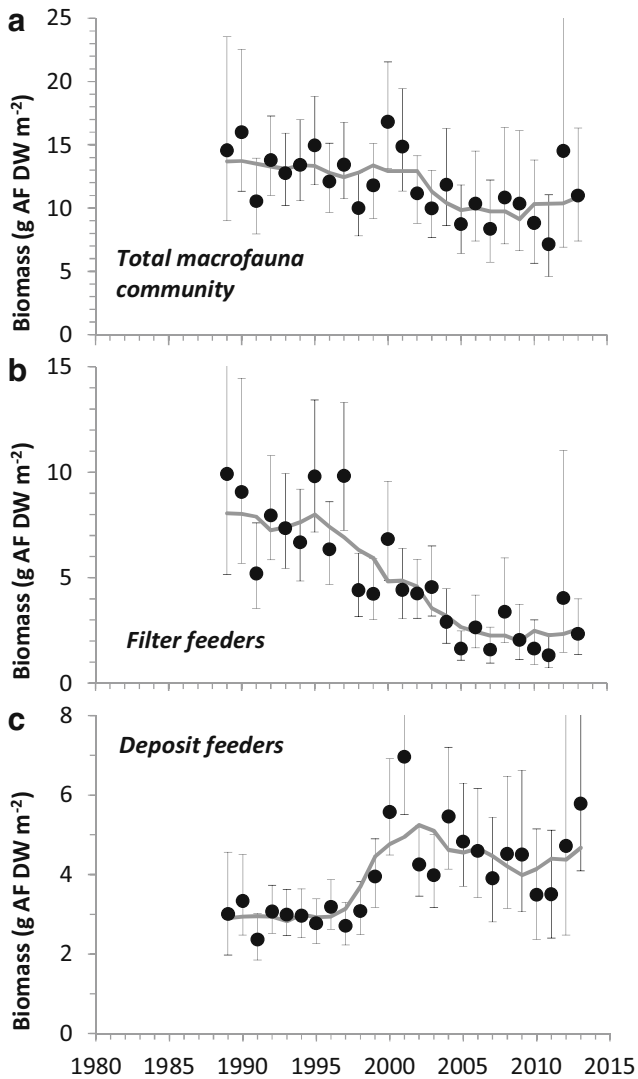 a
25
20
15
10
5
0
Biomass (g AF DW m⁻²)
Total macrofauna
community
b
15
10
5
0
Biomass (g AF DW m⁻²)
Filter feeders
c
8
6
4
2
0
Biomass (g AF DW m⁻²)
Deposit feeders
1980 1985 1990 1995 2000 2005 2010 2015